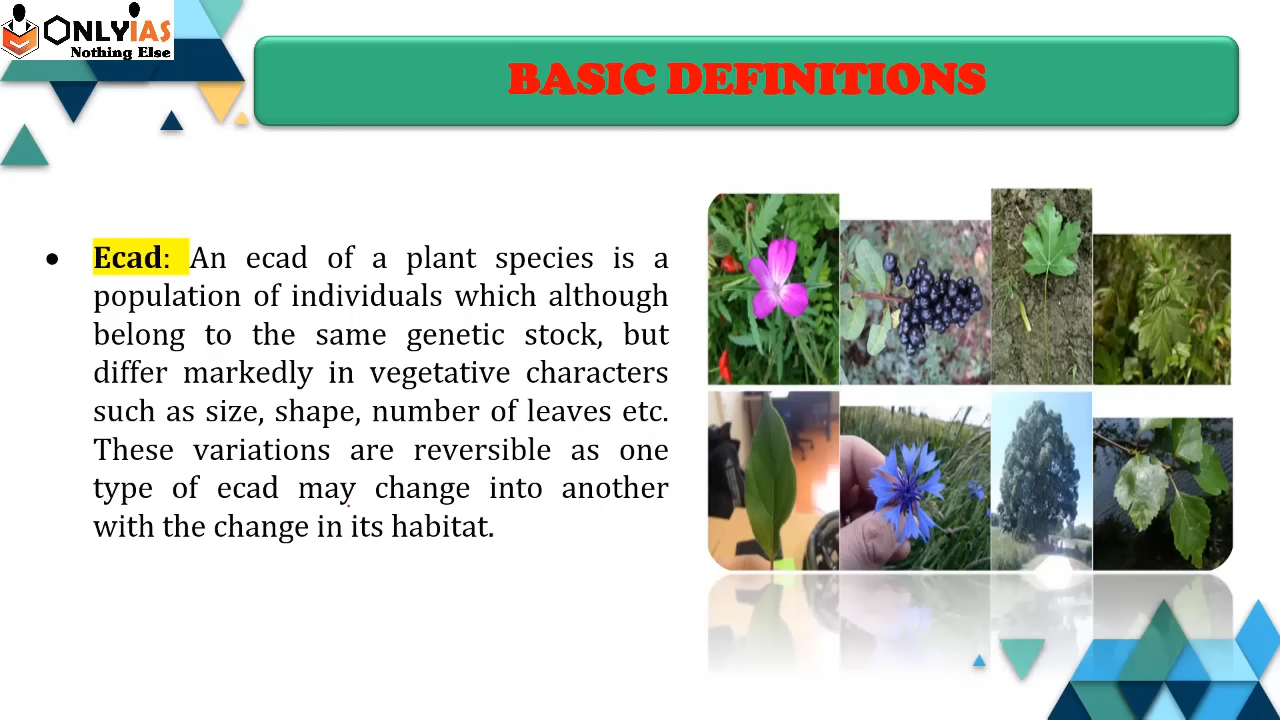 ONLYIAS
Nothing Else
BASIC DEFINITIONS
• Ecad: An ecad of a plant species is a
population of individuals which although
belong to the same genetic stock, but
differ markedly in vegetative characters
such as size, shape, number of leaves etc.
These variations are reversible as one
type of ecad may change into another
with the change in its habitat.